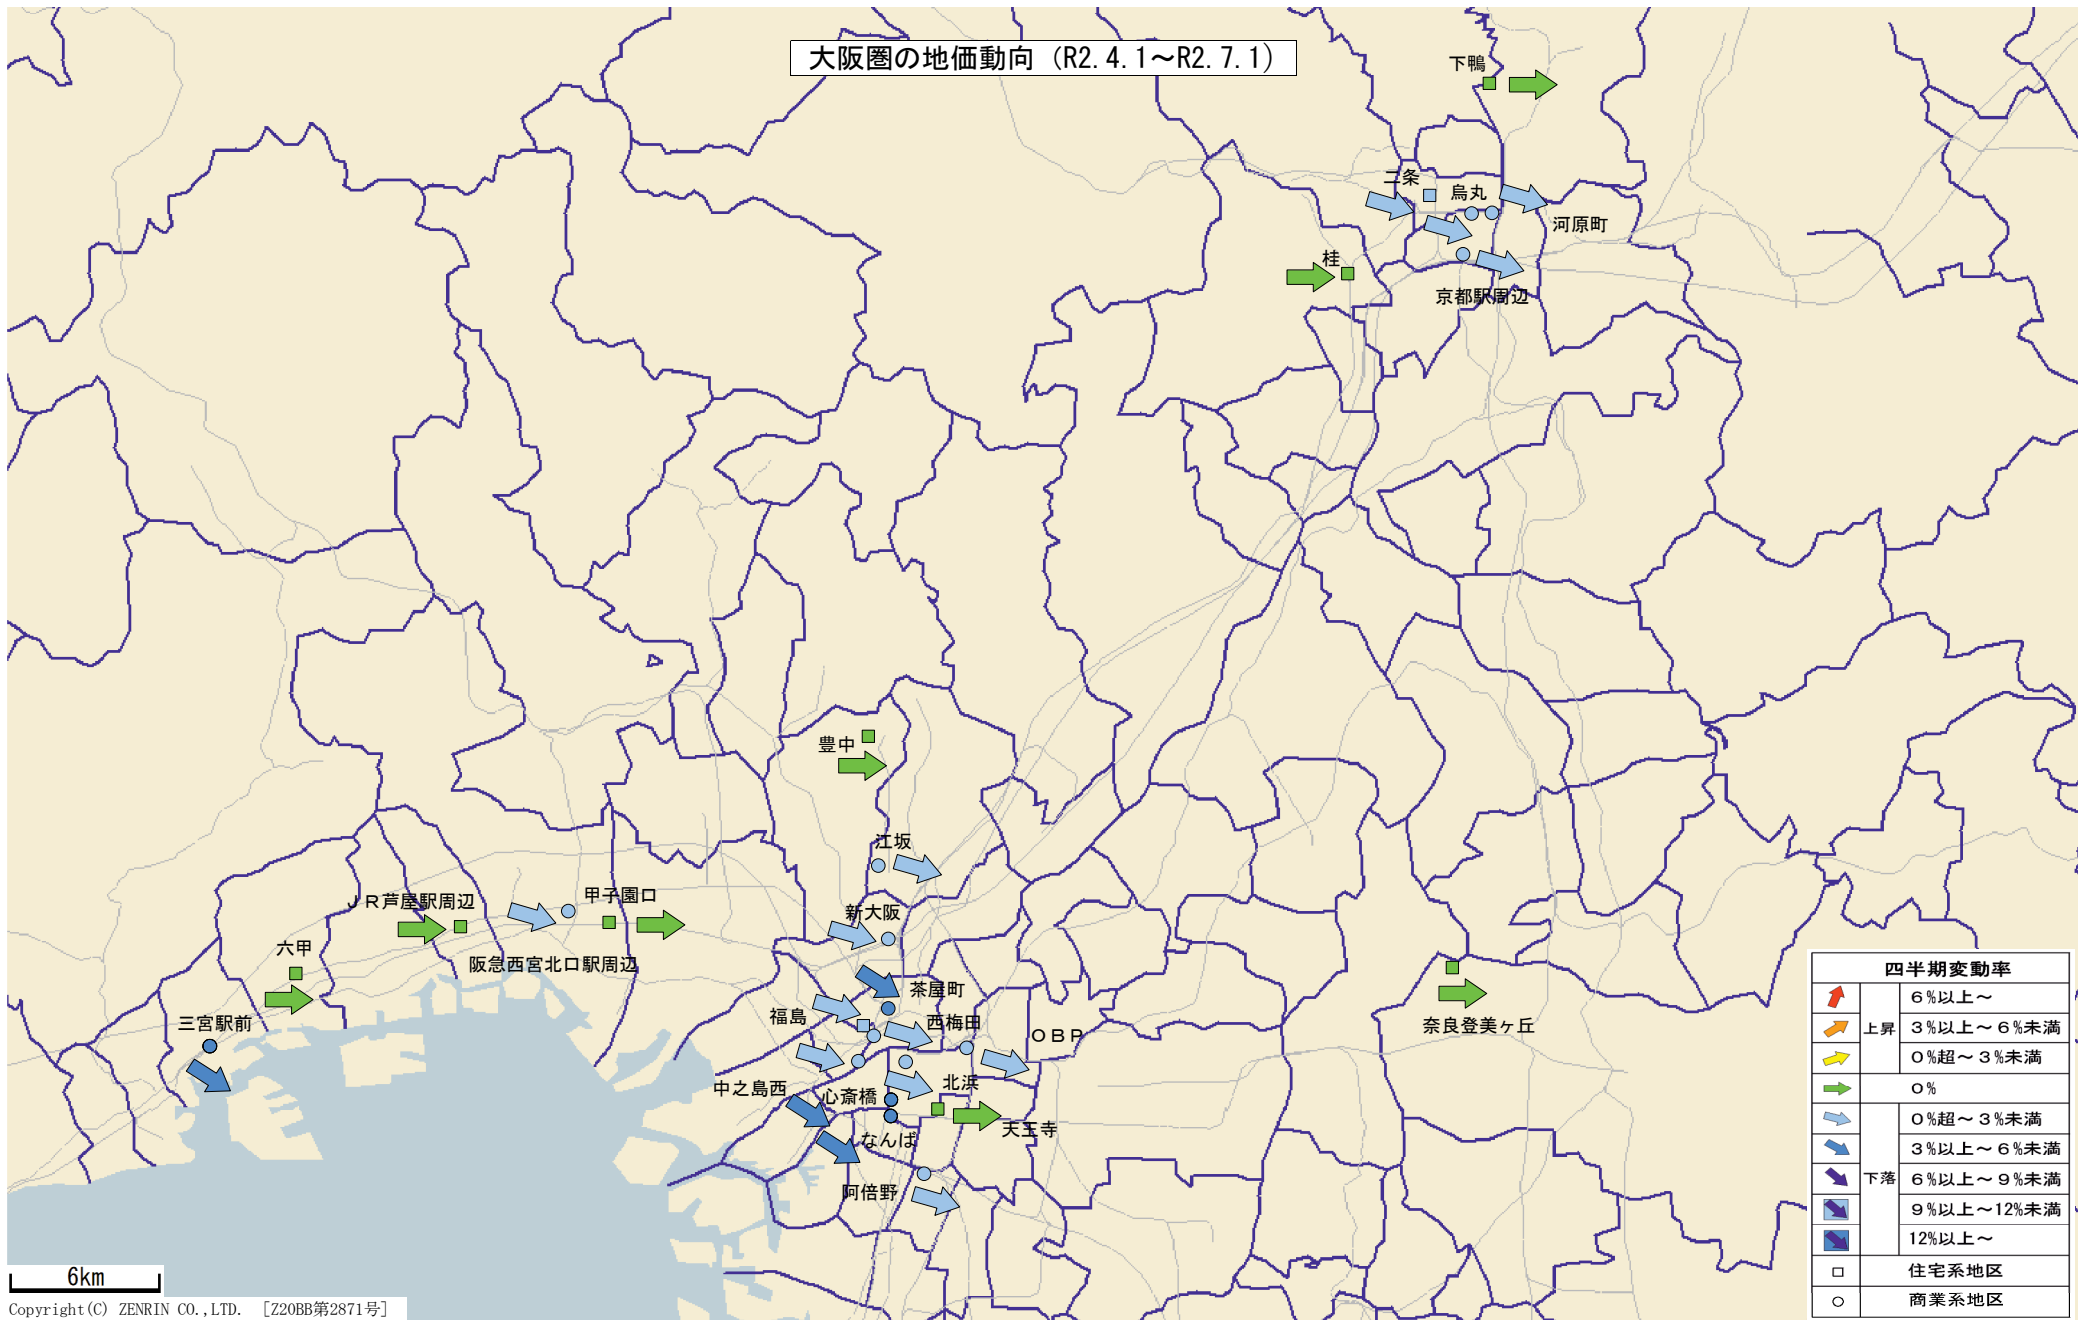 大阪圏の地価動向（R2.4.1～R2.7.1）
下鴨
二条
烏丸
河原町
桂
京都駅周辺
豊中
江坂
ＪＲ芦屋駅周辺
甲子園口
新大阪
六甲
阪急西宮北口駅周辺
茶屋町
三宮駅前
福島
西梅田
ＯＢＰ
奈良登美ヶ丘
中之島西
心斎橋
北浜
なんば
天王寺
阿倍野
四半期変動率
上昇
６%以上～
３%以上～６%未満
０%超～３%未満
０%
下落
０%超～３%未満
３%以上～６%未満
６%以上～９%未満
９%以上～12%未満
12%以上～
住宅系地区
商業系地区
6km
Copyright(C) ZENRIN CO.,LTD. ［Z20BB第2871号］